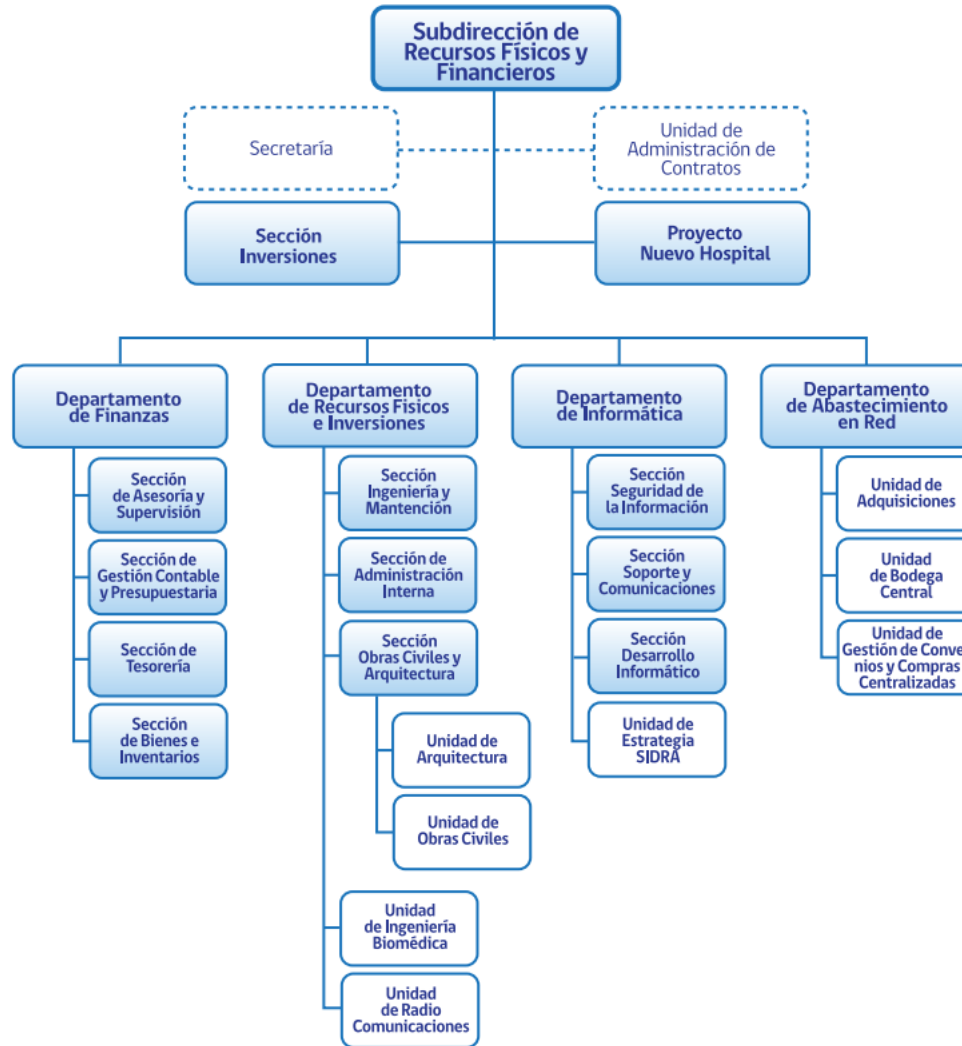 Subdirección de
Recursos Físicos y
Financieros
Secretaría
Unidad de
Administración de
Contratos
Sección
Inversiones
Proyecto
Nuevo Hospital
Departamento
de Finanzas
Sección
de Asesoría y
Supervisión
Sección de
Gestión Contable
y Presupuestaria
Sección de
Tesorería
Sección
de Bienes e
Inventarios
Departamento
de Recursos Físicos
e Inversiones
Sección
Ingeniería y
Mantención
Sección de
Administración
Interna
Sección
Obras Civiles y
Arquitectura
Unidad de
Arquitectura
Unidad de
Obras Civiles
Unidad
de Ingeniería
Biomédica
Unidad
de Radio
Comunicaciones
Departamento
de Informática
Sección
Seguridad de
la Información
Sección
Soporte y
Comunicaciones
Sección
Desarrollo
Informático
Unidad de
Estrategia
SIDRA
Departamento
de Abastecimiento
en Red
Unidad de
Adquisiciones
Unidad
de Bodega
Central
Unidad de
Gestión de Conve
nios y Compras
Centralizadas